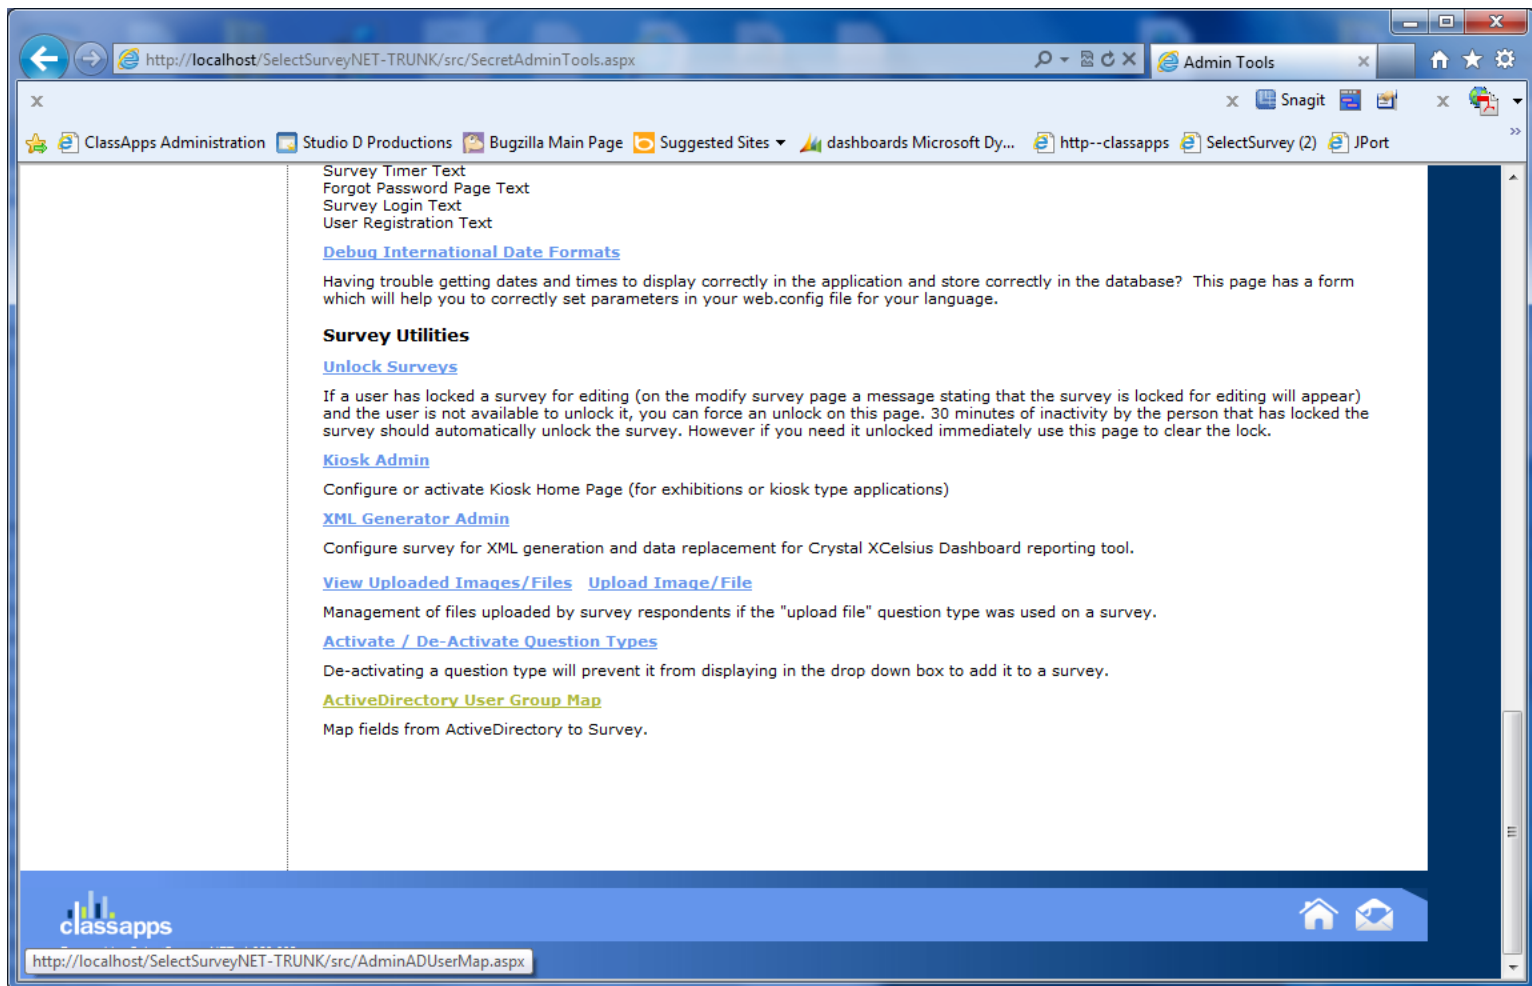 http://localhost/SelectSurveyNET-TRUNK/src/SecretAdminTools.aspx
Admin Tools
Snagit
ClassApps Administration
Studio D Productions
Bugzilla Main Page
Suggested Sites
dashboards Microsoft Dy...
http--classapps
SelectSurvey (2)
JPort
Survey Timer Text
Forgot Password Page Text
Survey Login Text
User Registration Text
Debug International Date Formats
Having trouble getting dates and times to display correctly in the application and store correctly in the database?  This page has a form
which will help you to correctly set parameters in your web.config file for your language.
Survey Utilities
Unlock Surveys
If a user has locked a survey for editing (on the modify survey page a message stating that the survey is locked for editing will appear)
and the user is not available to unlock it, you can force an unlock on this page. 30 minutes of inactivity by the person that has locked the
survey should automatically unlock the survey. However if you need it unlocked immediately use this page to clear the lock.
Kiosk Admin
Configure or activate Kiosk Home Page (for exhibitions or kiosk type applications)
XML Generator Admin
Configure survey for XML generation and data replacement for Crystal XCelsius Dashboard reporting tool.
View Uploaded Images/Files   Upload Image/File
Management of files uploaded by survey respondents if the "upload file" question type was used on a survey.
Activate / De-Activate Question Types
De-activating a question type will prevent it from displaying in the drop down box to add it to a survey.
ActiveDirectory User Group Map
Map fields from ActiveDirectory to Survey.
classapps
http://localhost/SelectSurveyNET-TRUNK/src/AdminADUserMap.aspx